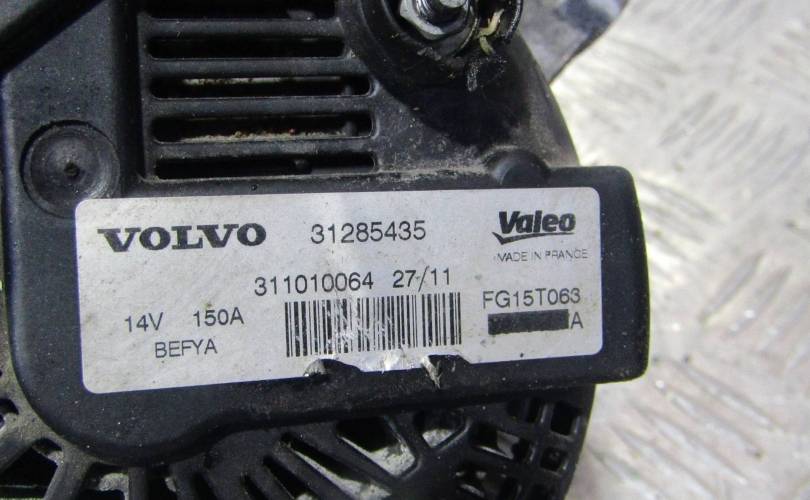 VOLVO 31285435 Valeo
MADE IN FRANCE
311010064 27/11
14V 150A FG15T063
BEFYA A